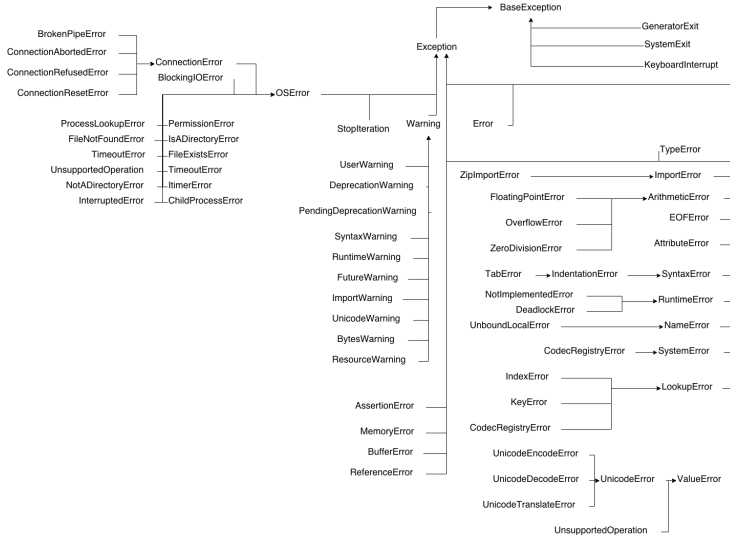 BaseException
BrokenPipeError
GeneratorExit
ConnectionAbortedError
Exception
SystemExit
ConnectionError
ConnectionRefusedError
BlockingIOError
KeyboardInterrupt
ConnectionResetError
OSError
ProcessLookupError PermissionError
StopIteration
Warning
Error
FileNotFoundError IsADirectoryError
TimeoutError FileExistsError
TypeError
UserWarning
UnsupportedOperation TimeoutError
ZipImportError ImportError
NotADirectoryError ItimerError
DeprecationWarning
FloatingPointError ArithmeticError
InterruptedError ChildProcessError
PendingDeprecationWarning
EOFError
OverflowError
SyntaxWarning
AttributeError
ZeroDivisionError
RuntimeWarning
FutureWarning
TabError IndentationError SyntaxError
ImportWarning
NotImplementedError
RuntimeError
DeadlockError
UnicodeWarning
UnboundLocalError NameError
BytesWarning
CodecRegistryError SystemError
ResourceWarning
IndexError
LookupError
KeyError
AssertionError
CodecRegistryError
MemoryError
BufferError
UnicodeEncodeError
ReferenceError
UnicodeDecodeError UnicodeError ValueError
UnicodeTranslateError
UnsupportedOperation